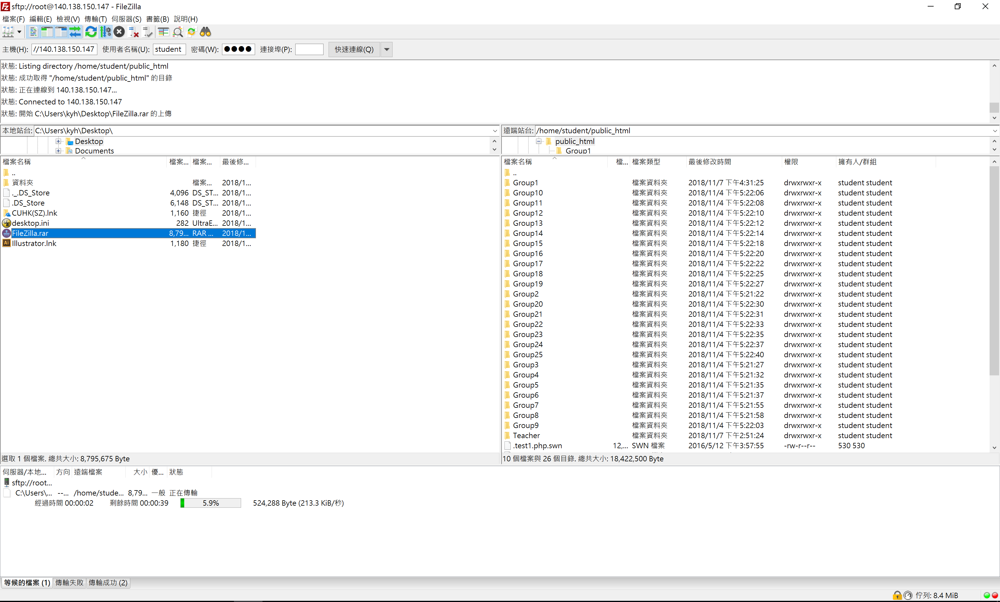 sftp://root@140.138.150.147 - FileZilla
檔案(F) 編輯(E) 檢視(V) 傳輸(T) 伺服器(S) 書籤(B) 說明(H)
主機(H): //140.138.150.147 使用者名稱(U): student 密碼(W): ●●●● 連接埠(P): 快速連線(Q)
狀態: Listing directory /home/student/public_html
狀態: 成功取得 "/home/student/public_html" 的目錄
狀態: 正在連線到 140.138.150.147...
狀態: Connected to 140.138.150.147
狀態: 開始 C:\Users\kyh\Desktop\FileZilla.rar 的上傳
本地站台: C:\Users\kyh\Desktop\
Desktop
Documents
檔案名稱 檔案... 檔案... 最後修...
..
資料夾 檔案... 2018/1...
._.DS_Store 4,096 DS_ST... 2018/1...
.DS_Store 6,148 DS_ST... 2018/1...
CUHK(SZ).lnk 1,160 捷徑 2018/1...
desktop.ini 282 UltraE... 2018/1...
FileZilla.rar 8,79... RAR ... 2018/1...
Illustrator.lnk 1,180 捷徑 2018/1...
選取 1 個檔案. 總共大小: 8,795,675 Byte
遠端站台: /home/student/public_html
public_html
Group1
檔案名稱 檔... 檔案類型 最後修改時間 權限 擁有人/群組
..
Group1 檔案資料夾 2018/11/7 下午4:31:25 drwxrwxr-x student student
Group10 檔案資料夾 2018/11/4 下午5:22:06 drwxrwxr-x student student
Group11 檔案資料夾 2018/11/4 下午5:22:08 drwxrwxr-x student student
Group12 檔案資料夾 2018/11/4 下午5:22:10 drwxrwxr-x student student
Group13 檔案資料夾 2018/11/4 下午5:22:12 drwxrwxr-x student student
Group14 檔案資料夾 2018/11/4 下午5:22:14 drwxrwxr-x student student
Group15 檔案資料夾 2018/11/4 下午5:22:18 drwxrwxr-x student student
Group16 檔案資料夾 2018/11/4 下午5:22:20 drwxrwxr-x student student
Group17 檔案資料夾 2018/11/4 下午5:22:22 drwxrwxr-x student student
Group18 檔案資料夾 2018/11/4 下午5:22:25 drwxrwxr-x student student
Group19 檔案資料夾 2018/11/4 下午5:22:27 drwxrwxr-x student student
Group2 檔案資料夾 2018/11/4 下午5:21:22 drwxrwxr-x student student
Group20 檔案資料夾 2018/11/4 下午5:22:30 drwxrwxr-x student student
Group21 檔案資料夾 2018/11/4 下午5:22:31 drwxrwxr-x student student
Group22 檔案資料夾 2018/11/4 下午5:22:33 drwxrwxr-x student student
Group23 檔案資料夾 2018/11/4 下午5:22:35 drwxrwxr-x student student
Group24 檔案資料夾 2018/11/4 下午5:22:37 drwxrwxr-x student student
Group25 檔案資料夾 2018/11/4 下午5:22:40 drwxrwxr-x student student
Group3 檔案資料夾 2018/11/4 下午5:21:27 drwxrwxr-x student student
Group4 檔案資料夾 2018/11/4 下午5:21:32 drwxrwxr-x student student
Group5 檔案資料夾 2018/11/4 下午5:21:35 drwxrwxr-x student student
Group6 檔案資料夾 2018/11/4 下午5:21:37 drwxrwxr-x student student
Group7 檔案資料夾 2018/11/4 下午5:21:55 drwxrwxr-x student student
Group8 檔案資料夾 2018/11/4 下午5:21:58 drwxrwxr-x student student
Group9 檔案資料夾 2018/11/4 下午5:22:03 drwxrwxr-x student student
Teacher 檔案資料夾 2018/11/7 下午2:51:24 drwxrwxr-x student student
.test1.php.swn 12,... SWN 檔案 2016/5/12 下午3:57:55 -rw-r--r-- 530 530
10 個檔案與 26 個目錄. 總共大小: 18,422,500 Byte
伺服器/本地... 方向 遠端檔案 大小 優... 狀態
sftp://root...
C:\Users\... --... /home/stude... 8,79... 一般 正在傳輸
經過時間 00:00:02 剩餘時間 00:00:39 5.9% 524,288 Byte (213.3 KiB/秒)
等候的檔案 (1) 傳輸失敗 傳輸成功 (2)
佇列: 8.4 MiB